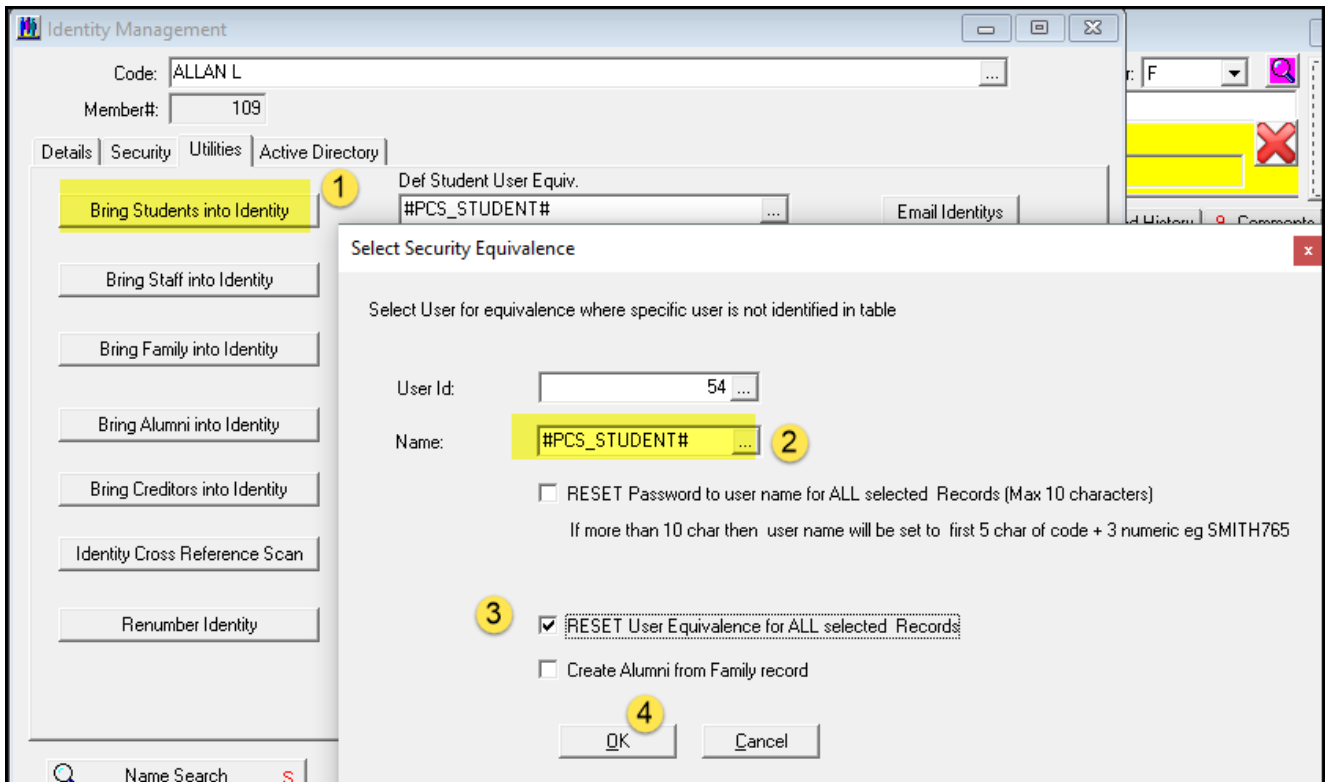 Identity Management
Code: ALLAN L ...
r: F
Member#: 109
Details Security Utilities Active Directory
1
Def Student User Equiv.
Bring Students into Identity
#PCS_STUDENT# ...
Email Identitys
d History 9 Comments
Select Security Equivalence
x
Bring Staff into Identity
Select User for equivalence where specific user is not identified in table
Bring Family into Identity
User Id: 54 ...
Bring Alumni into Identity
Name: #PCS_STUDENT# ... 2
Bring Creditors into Identity
RESET Password to user name for ALL selected Records (Max 10 characters)
If more than 10 char then user name will be set to first 5 char of code + 3 numeric eg SMITH765
Identity Cross Reference Scan
Renumber Identity
3
RESET User Equivalence for ALL selected Records
Create Alumni from Family record
4
OK Cancel
Name Search S